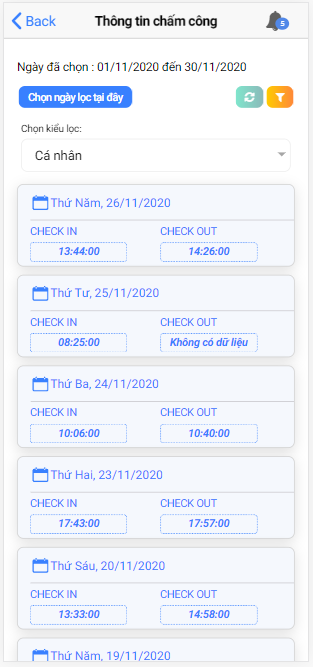 Back
Thông tin chấm công
5
Ngày đã chọn : 01/11/2020 đến 30/11/2020
Chọn ngày lọc tại đây
Chọn kiểu lọc:
Cá nhân
Thứ Năm, 26/11/2020
CHECK IN CHECK OUT
13:44:00 14:26:00
Thứ Tư, 25/11/2020
CHECK IN CHECK OUT
08:25:00 Không có dữ liệu
Thứ Ba, 24/11/2020
CHECK IN CHECK OUT
10:06:00 10:40:00
Thứ Hai, 23/11/2020
CHECK IN CHECK OUT
17:43:00 17:57:00
Thứ Sáu, 20/11/2020
CHECK IN CHECK OUT
13:33:00 14:58:00
Thứ Năm, 19/11/2020